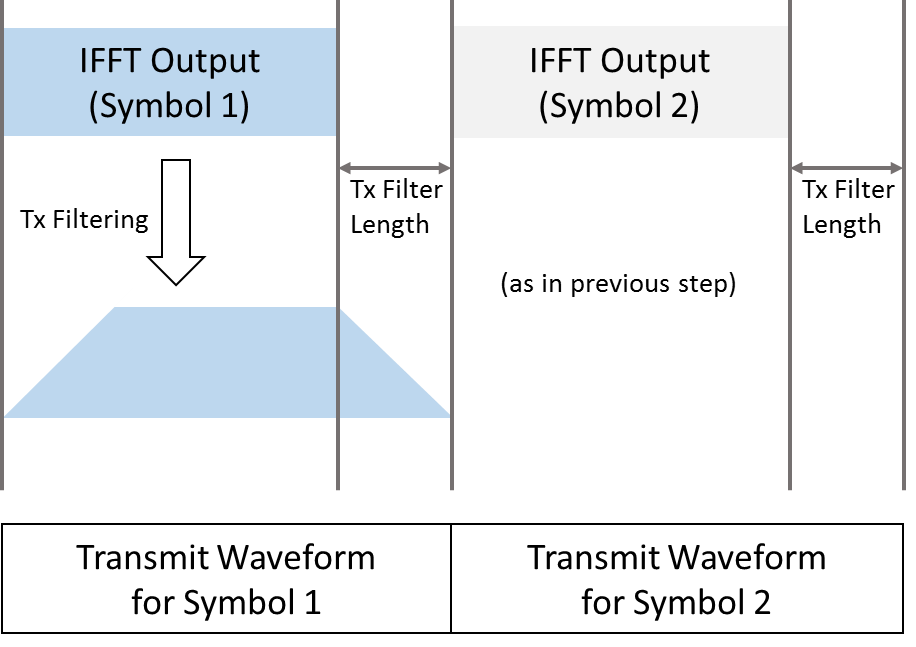 IFFT Output
(Symbol 1)
IFFT Output
(Symbol 2)
Tx Filtering
Tx Filter
Length
Tx Filter
Length
(as in previous step)
Transmit Waveform
for Symbol 1
Transmit Waveform
for Symbol 2